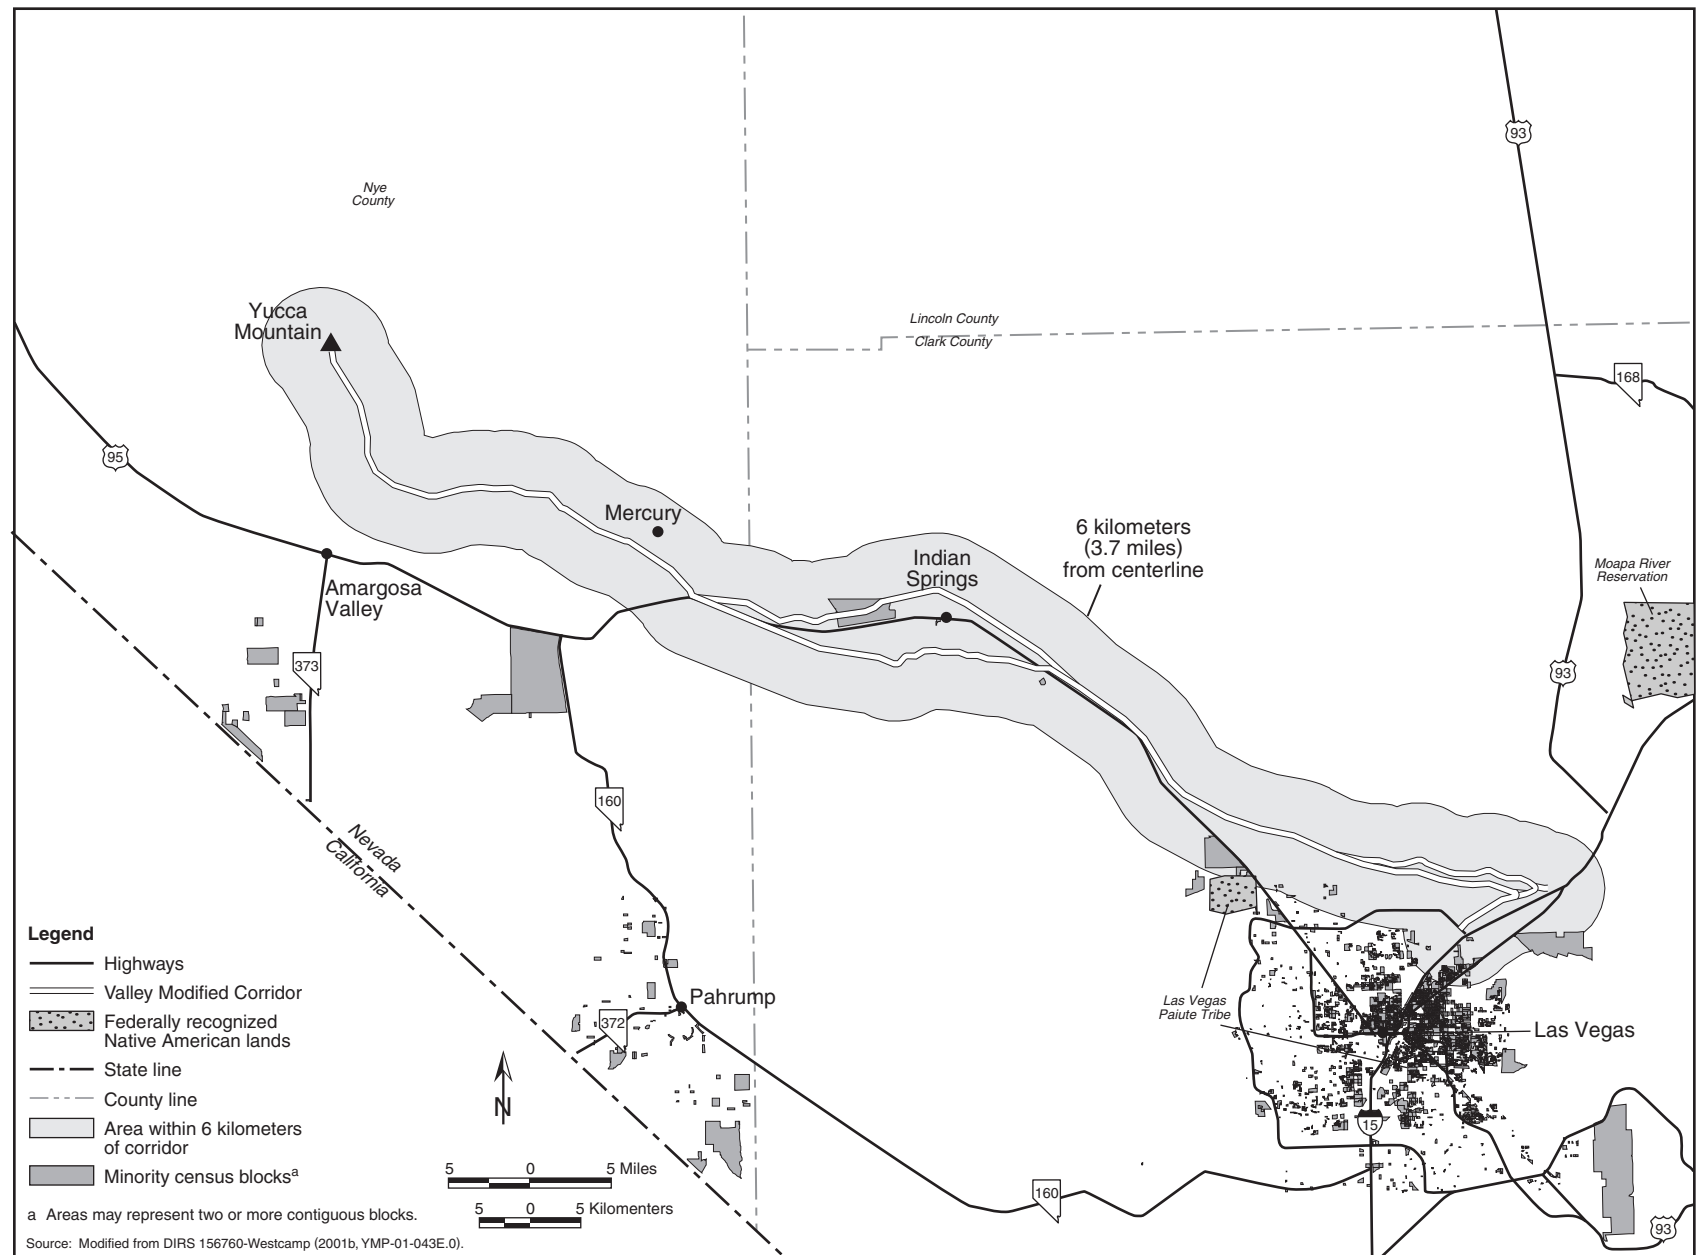 93
Nye
County
Yucca
Mountain
Lincoln County
Clark County
168
95
Mercury
6 kilometers
(3.7 miles)
from centerline
Indian
Springs
Moapa River
Reservation
Amargosa
Valley
373
93
160
Nevada
California
Legend
Highways
Valley Modified Corridor
Federally recognized
Native American lands
State line
County line
Area within 6 kilometers
of corridor
Minority census blocksa
Pahrump
372
Las Vegas
Paiute Tribe
Las Vegas
N
15
5 0 5 Miles
5 0 5 Kilomenters
160
93
a Areas may represent two or more contiguous blocks.
Source: Modified from DIRS 156760-Westcamp (2001b, YMP-01-043E.0).